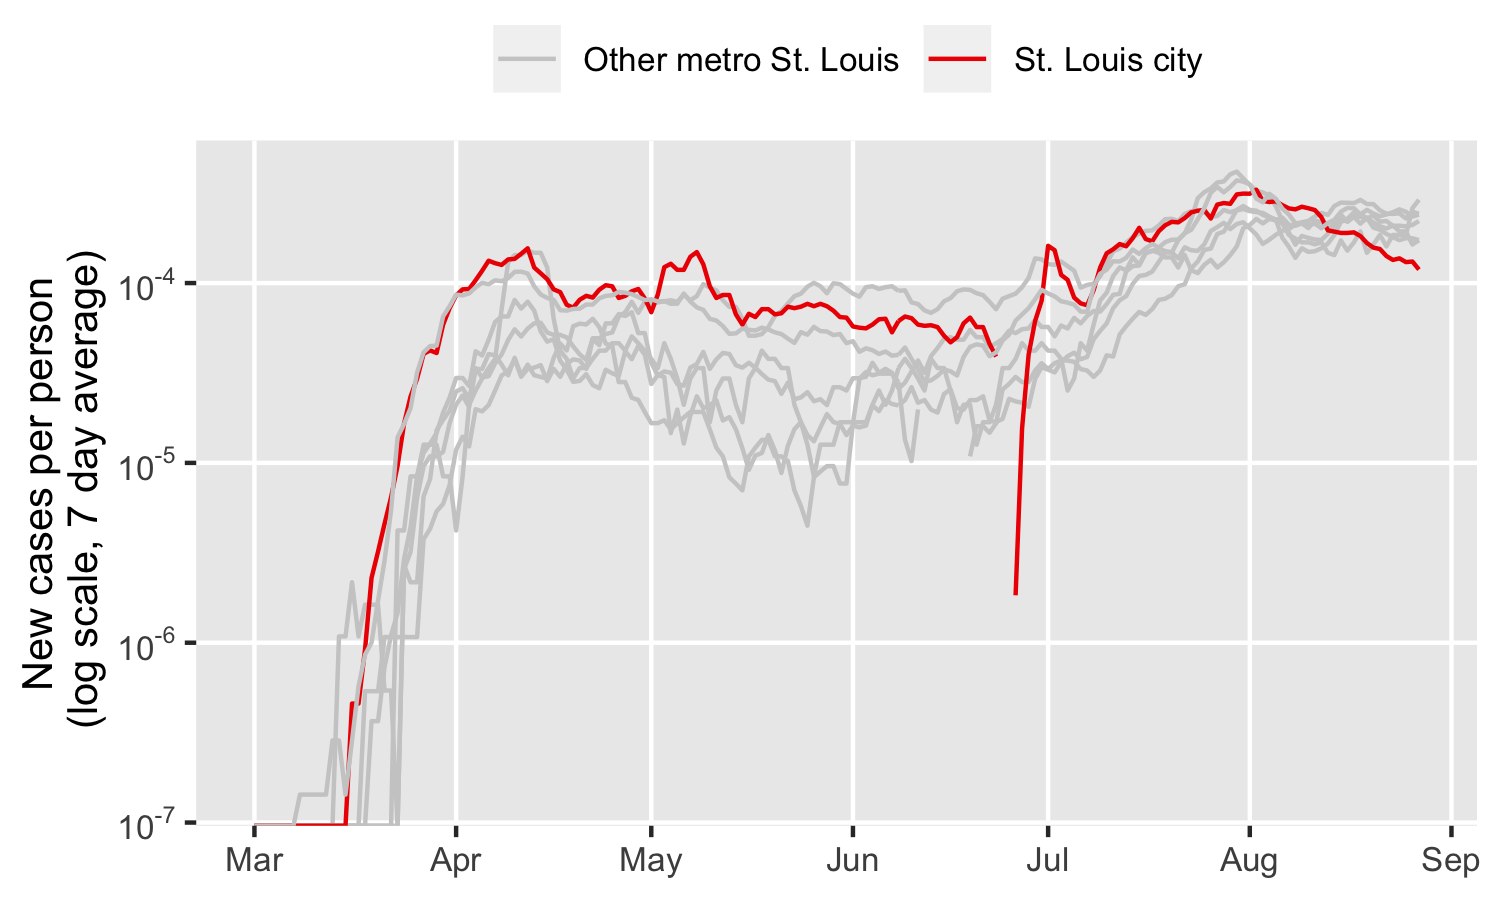 Other metro St. Louis St. Louis city
New cases per person
(log scale, 7 day average)
10⁻⁴
10⁻⁵
10⁻⁶
10⁻⁷
Mar Apr May Jun Jul Aug Sep